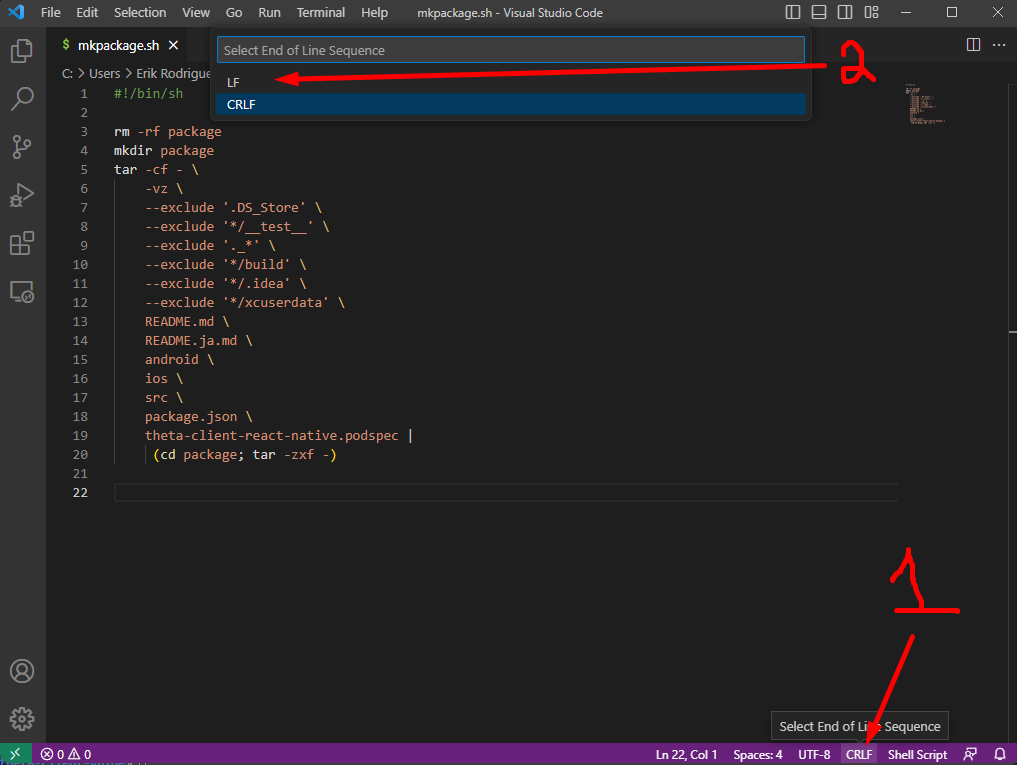 File Edit Selection View Go Run Terminal Help mkpackage.sh - Visual Studio Code
$ mkpackage.sh
Select End of Line Sequence
2
C: > Users > Erik Rodrigue
LF
CRLF
1 #!/bin/sh
2
3 rm -rf package
4 mkdir package
5 tar -cf - \
6 -vz \
7 --exclude '.DS_Store' \
8 --exclude '*/__test__' \
9 --exclude '._*' \
10 --exclude '*/build' \
11 --exclude '*/.idea' \
12 --exclude '*/xcuserdata' \
13 README.md \
14 README.ja.md \
15 android \
16 ios \
17 src \
18 package.json \
19 theta-client-react-native.podspec |
20 (cd package; tar -zxf -)
21
22
1
Select End of Line Sequence
0 0 Ln 22, Col 1 Spaces: 4 UTF-8 CRLF Shell Script